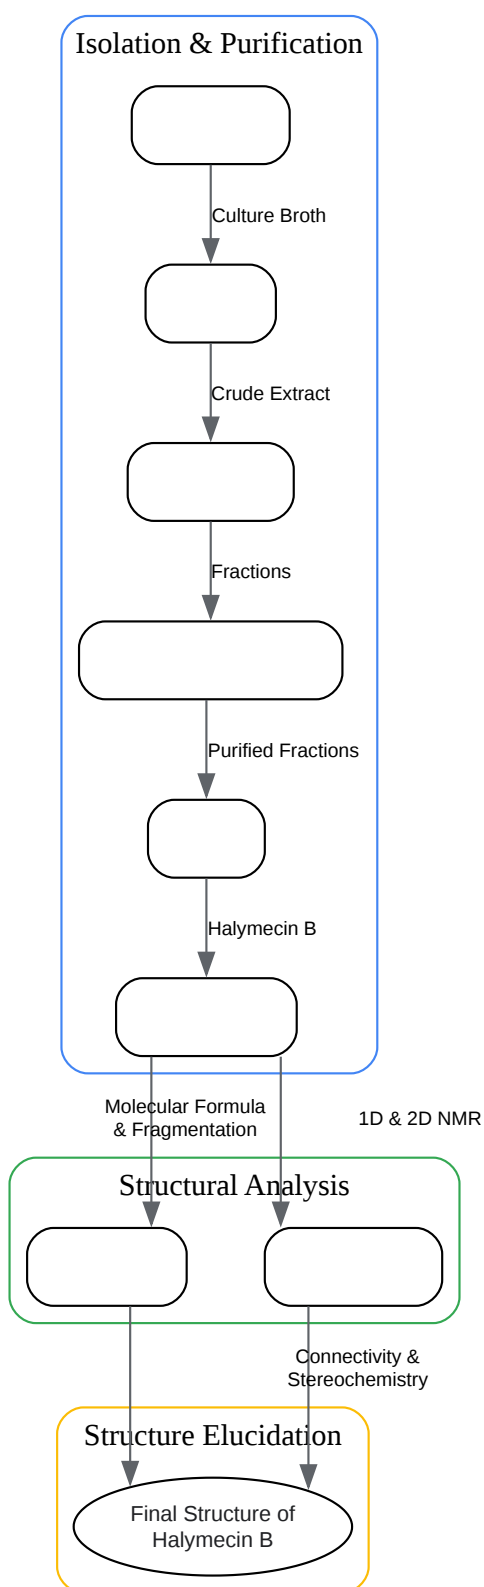 Isolation & Purification
Culture Broth
Crude Extract
Fractions
Purified Fractions
Halymecin B
Molecular Formula
& Fragmentation
1D & 2D NMR
Structural Analysis
Connectivity &
Stereochemistry
Structure Elucidation
Final Structure of
Halymecin B